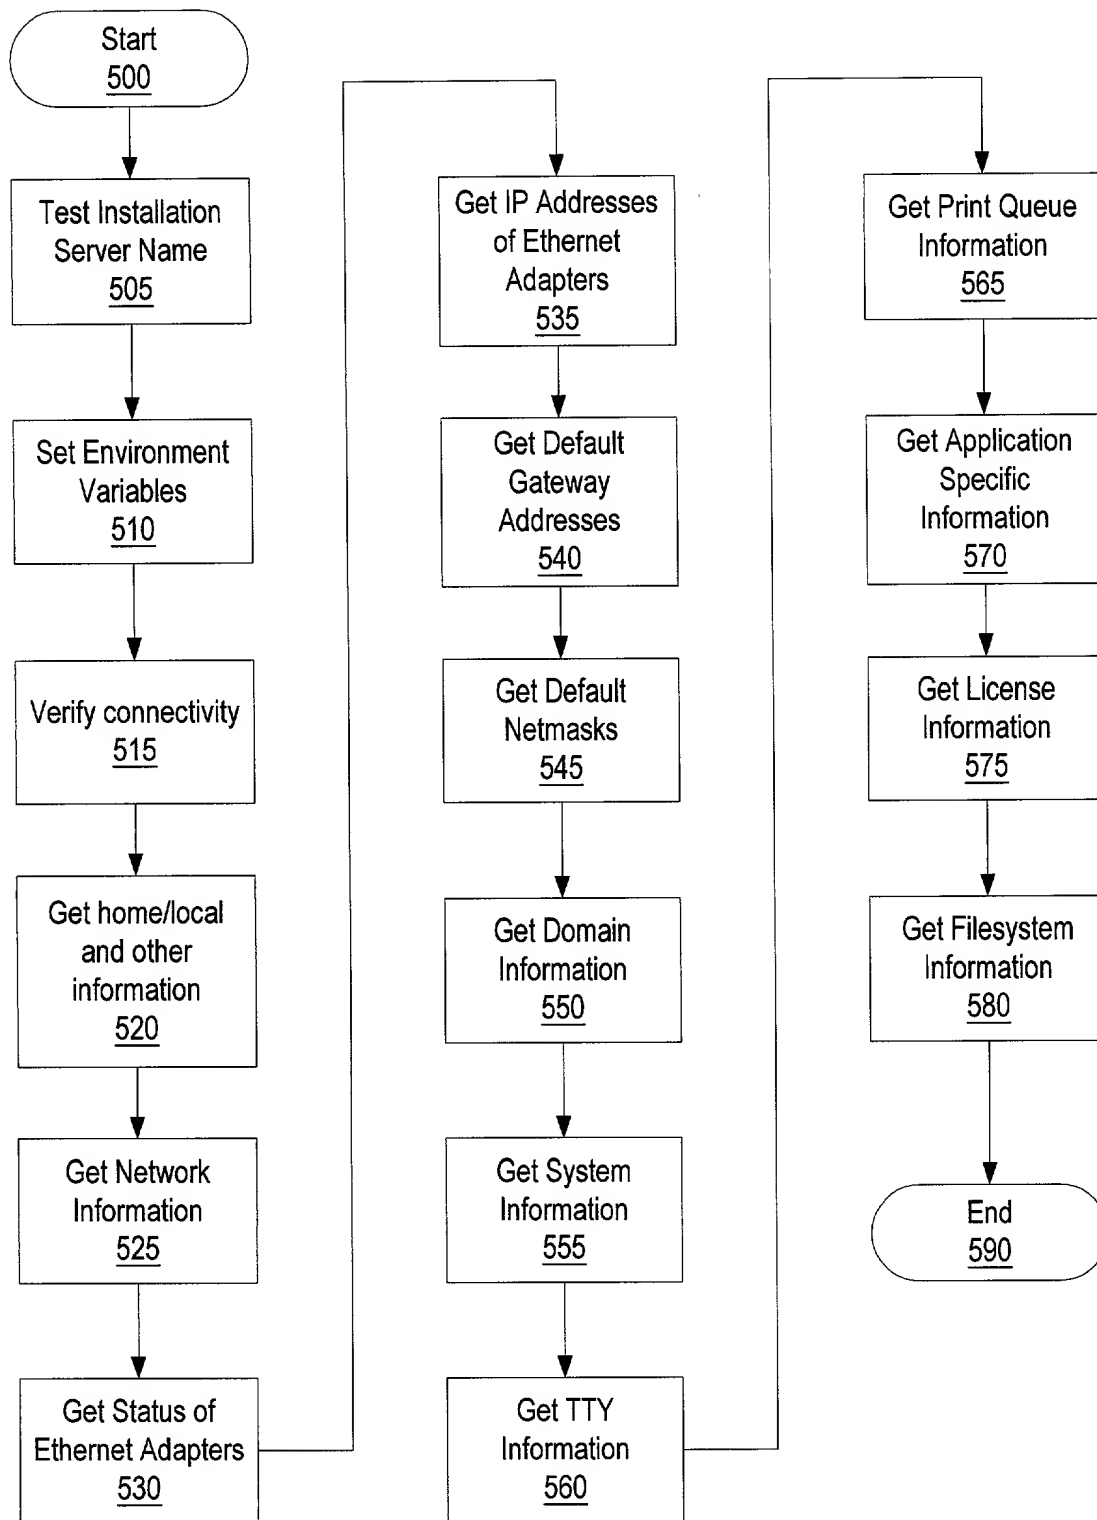 Start
500
Test Installation
Server Name
505
Set Environment
Variables
510
Verify connectivity
515
Get home/local
and other
information
520
Get Network
Information
525
Get Status of
Ethernet Adapters
530
Get IP Addresses
of Ethernet
Adapters
535
Get Default
Gateway
Addresses
540
Get Default
Netmasks
545
Get Domain
Information
550
Get System
Information
555
Get TTY
Information
560
Get Print Queue
Information
565
Get Application
Specific
Information
570
Get License
Information
575
Get Filesystem
Information
580
End
590